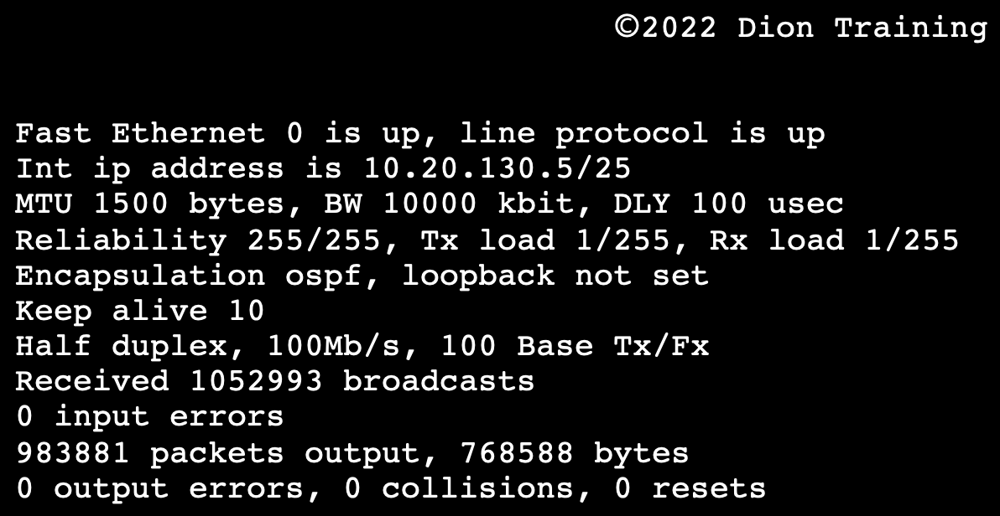 ©2022 Dion Training
Fast Ethernet 0 is up, line protocol is up
Int ip address is 10.20.130.5/25
MTU 1500 bytes, BW 10000 kbit, DLY 100 usec
Reliability 255/255, Tx load 1/255, Rx load 1/255
Encapsulation ospf, loopback not set
Keep alive 10
Half duplex, 100Mb/s, 100 Base Tx/Fx
Received 1052993 broadcasts
0 input errors
983881 packets output, 768588 bytes
0 output errors, 0 collisions, 0 resets